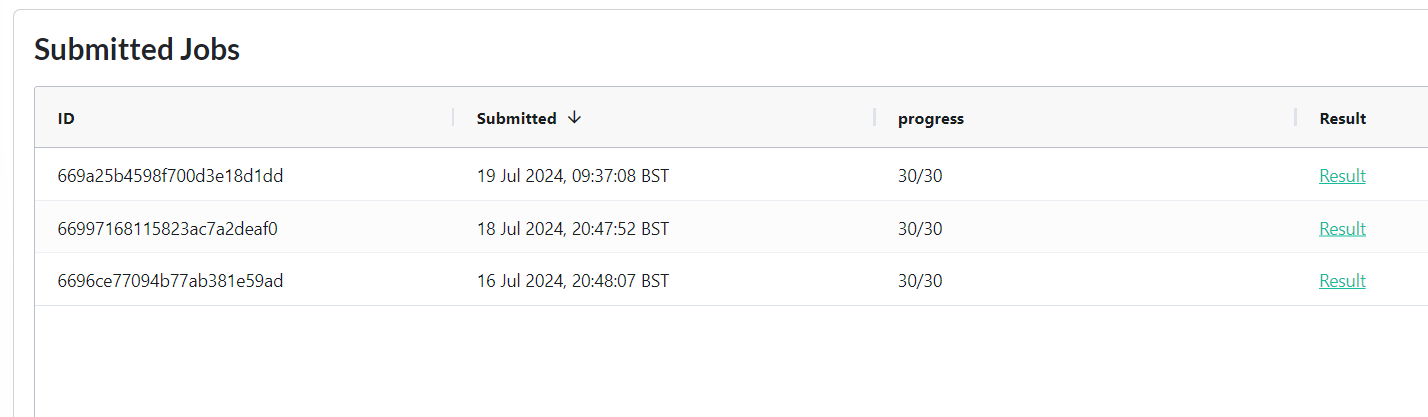 Submitted Jobs
ID Submitted ↓ progress Result
669a25b4598f700d3e18d1dd 19 Jul 2024, 09:37:08 BST 30/30 Result
66997168115823ac7a2deaf0 18 Jul 2024, 20:47:52 BST 30/30 Result
6696ce77094b77ab381e59ad 16 Jul 2024, 20:48:07 BST 30/30 Result